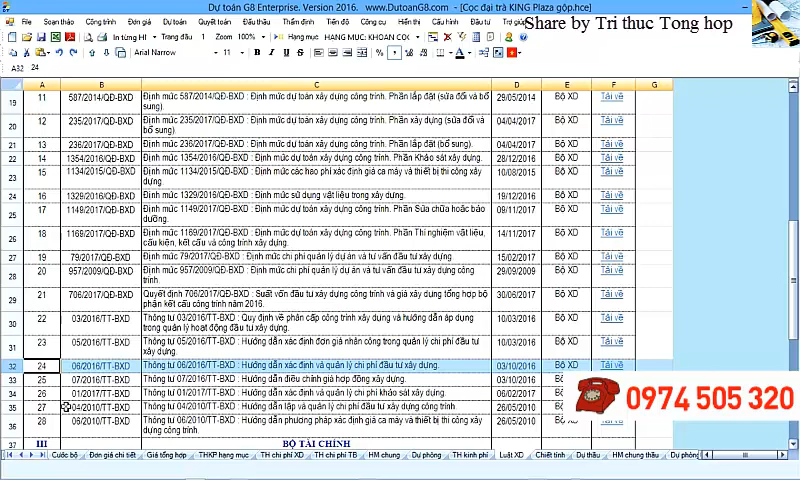 Dự toán G8 Enterprise. Version 2016. www.DutoanG8.com - [Cọc đại trà KING Plaza gộp.hce]
File Soạn thảo Công trình Đơn giá Dự toán Quyết toán Đấu thầu Thẩm định Tiến độ Công cụ Hiển thị Cấu hình Đầu tư Trợ giúp
Share by Tri thuc Tong hop
In từng HI Trang đầu 1 Zoom 100% Hạng mục HẠNG MỤC: KHOAN CỌC
Arial Narrow 11 B I U
A32 24
A B C D E F G
19 11 587/2014/QĐ-BXD Định mức 587/2014/QĐ-BXD : Định mức dự toán xây dựng công trình. Phần lắp đặt (sửa đổi và bổ sung). 29/05/2014 Bộ XD Tải về
20 12 235/2017/QĐ-BXD Định mức 235/2017/QĐ-BXD : Định mức dự toán xây dựng công trình. Phần xây dựng (sửa đổi và bổ sung). 04/04/2017 Bộ XD Tải về
21 13 236/2017/QĐ-BXD Định mức 236/2017/QĐ-BXD : Định mức dự toán xây dựng công trình. Phần lắp đặt (bổ sung). 04/04/2017 Bộ XD Tải về
22 14 1354/2016/QĐ-BXD Định mức 1354/2016/QĐ-BXD : Định mức dự toán xây dựng công trình. Phần Khảo sát xây dựng. 28/12/2016 Bộ XD Tải về
23 15 1134/2015/QĐ-BXD Định mức 1134/2015/QĐ-BXD : Định mức các hao phí xác định giá ca máy và thiết bị thi công xây dựng. 10/08/2015 Bộ XD Tải về
24 16 1329/2016/QĐ-BXD Định mức 1329/2016/QĐ-BXD : Định mức sử dụng vật liệu trong xây dựng. 19/12/2016 Bộ XD Tải về
25 17 1149/2017/QĐ-BXD Định mức 1149/2017/QĐ-BXD : Định mức dự toán xây dựng công trình. Phần Sửa chữa hoặc bảo dưỡng. 09/11/2017 Bộ XD Tải về
26 18 1169/2017/QĐ-BXD Định mức 1169/2017/QĐ-BXD : Định mức dự toán xây dựng công trình. Phần Thí nghiệm vật liệu, cấu kiện, kết cấu và công trình xây dựng. 14/11/2017 Bộ XD Tải về
27 19 79/2017/QĐ-BXD Định mức 79/2017/QĐ-BXD : Định mức chi phí quản lý dự án và tư vấn đầu tư xây dựng. 15/02/2017 Bộ XD Tải về
28 20 957/2009/QĐ-BXD Định mức 957/2009/QĐ-BXD : Định mức chi phí quản lý dự án và tư vấn đầu tư xây dựng công trình. 29/09/2009 Bộ XD Tải về
29 21 706/2017/QĐ-BXD Quyết định 706/2017/QĐ-BXD : Suất vốn đầu tư xây dựng công trình và giá xây dựng tổng hợp bộ phận kết cấu công trình năm 2016. 30/06/2017 Bộ XD Tải về
30 22 03/2016/TT-BXD Thông tư 03/2016/TT-BXD : Quy định về phân cấp công trình xây dựng và hướng dẫn áp dụng trong quản lý hoạt động đầu tư xây dựng. 10/03/2016 Bộ XD Tải về
31 23 05/2016/TT-BXD Thông tư 05/2016/TT-BXD : Hướng dẫn xác định đơn giá nhân công trong quản lý chi phí đầu tư xây dựng. 10/03/2016 Bộ XD Tải về
32 24 06/2016/TT-BXD Thông tư 06/2016/TT-BXD : Hướng dẫn xác định và quản lý chi phí đầu tư xây dựng. 03/10/2016 Bộ XD Tải về
33 25 07/2016/TT-BXD Thông tư 07/2016/TT-BXD : Hướng dẫn điều chỉnh giá hợp đồng xây dựng. 03/10/2016
34 26 01/2017/TT-BXD Thông tư 01/2017/TT-BXD : Hướng dẫn xác định và quản lý chi phí khảo sát xây dựng. 06/02/2017
35 27 04/2010/TT-BXD Thông tư 04/2010/TT-BXD : Hướng dẫn lập và quản lý chi phí đầu tư xây dựng công trình 26/05/2010
36 28 06/2010/TT-BXD Thông tư 06/2010/TT-BXD : Hướng dẫn phương pháp xác định giá ca máy và thiết bị thi công xây dựng công trình. 26/05/2010
0974 505 320
37 III BỘ TÀI CHÍNH
Cước bộ Đơn giá chi tiết Giá tổng hợp THKP hạng mục TH chi phí XD TH chi phí TB HM chung Dự phòng TH kinh phí Luật XD Chiết tính Dự thầu HM chung thầu Dự phòng